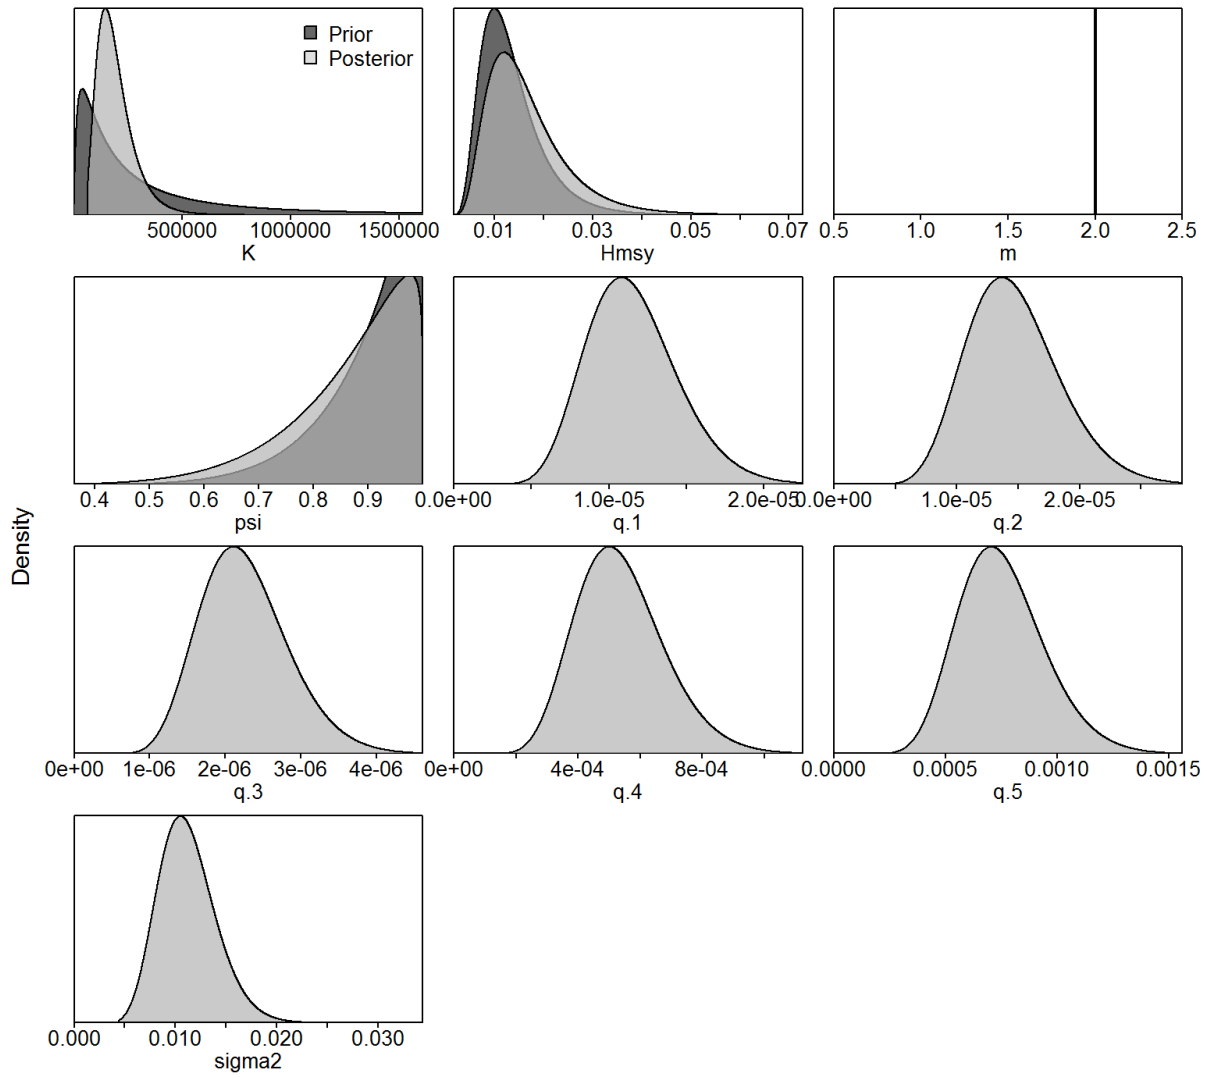 Prior
Posterior
500000 1000000 1500000
K
0.01 0.03 0.05 0.07
Hmsy
0.5 1.0 1.5 2.0 2.5
m
0.4 0.5 0.6 0.7 0.8 0.9
psi
0.0e+00 1.0e-05 2.0e-05
q.1
0.0e+00 1.0e-05 2.0e-05
q.2
Density
0e+00 1e-06 2e-06 3e-06 4e-06
q.3
0e+00 4e-04 8e-04
q.4
0.0000 0.0005 0.0010 0.0015
q.5
0.000 0.010 0.020 0.030
sigma2